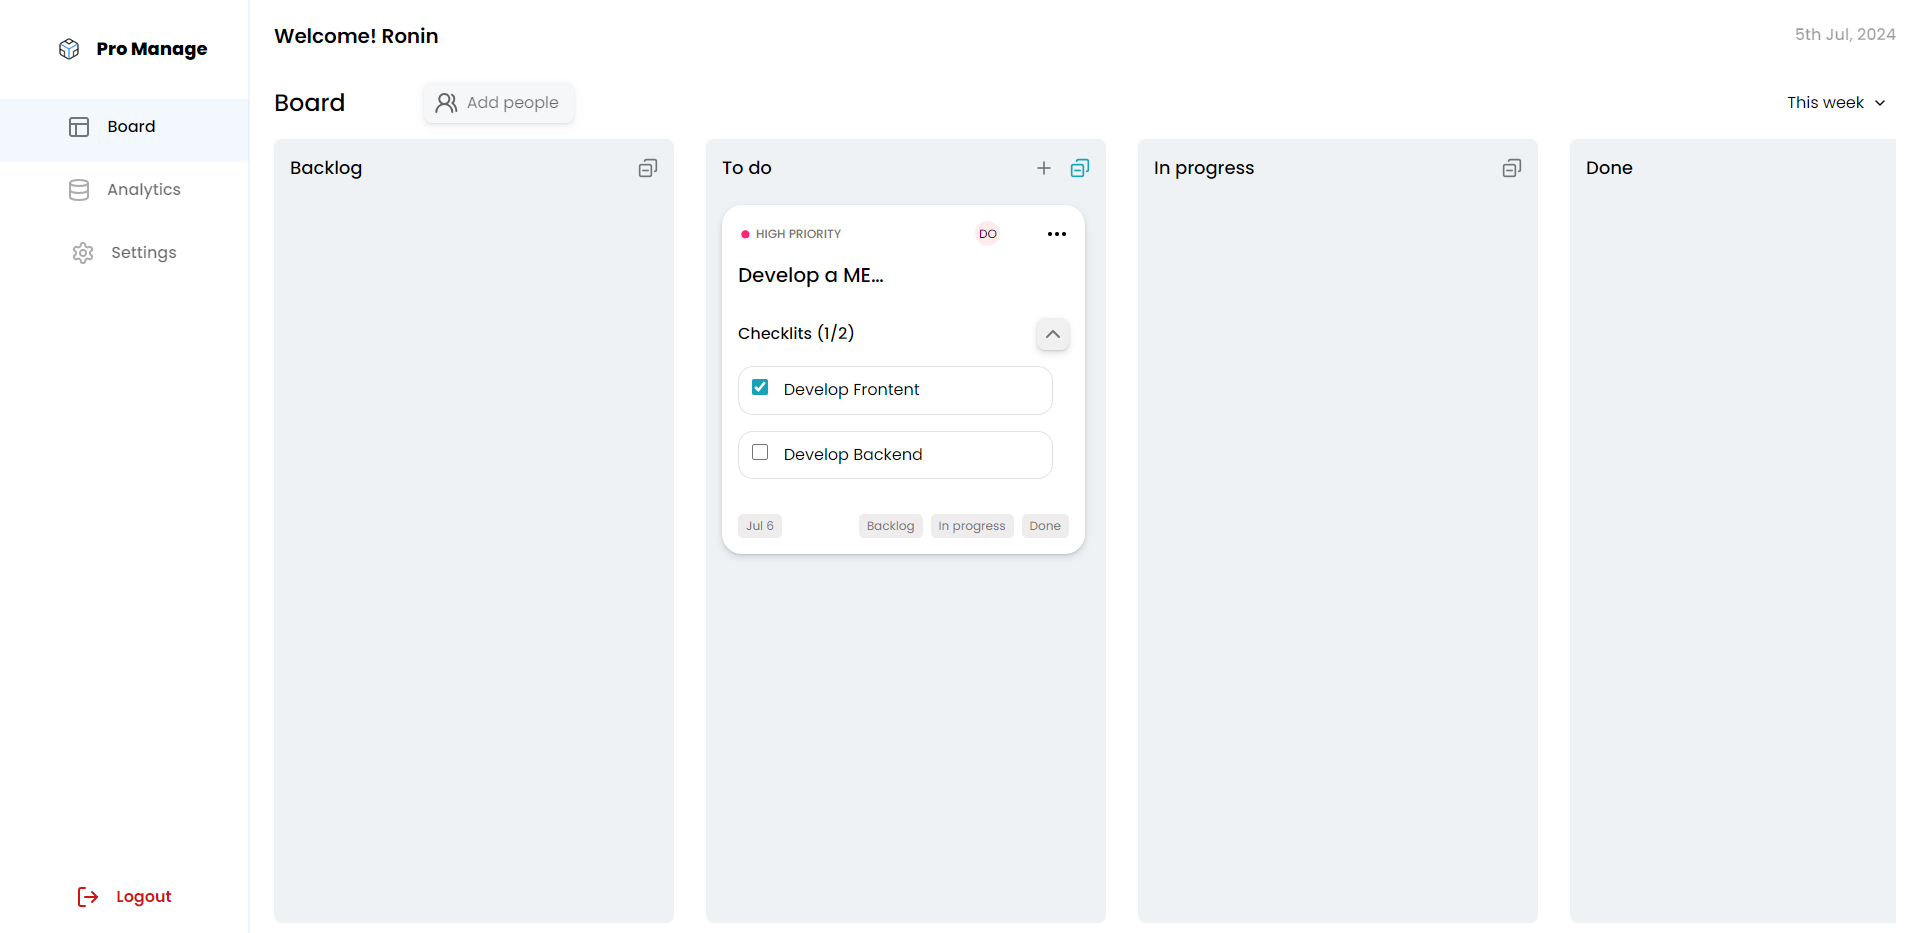 Pro Manage
Board
Analytics
Settings
Logout
Welcome! Ronin
5th Jul, 2024
Board
Add people
This week
Backlog
To do
In progress
Done
HIGH PRIORITY
DO
Develop a ME...
Checklits (1/2)
Develop Frontent
Develop Backend
Jul 6
Backlog
In progress
Done